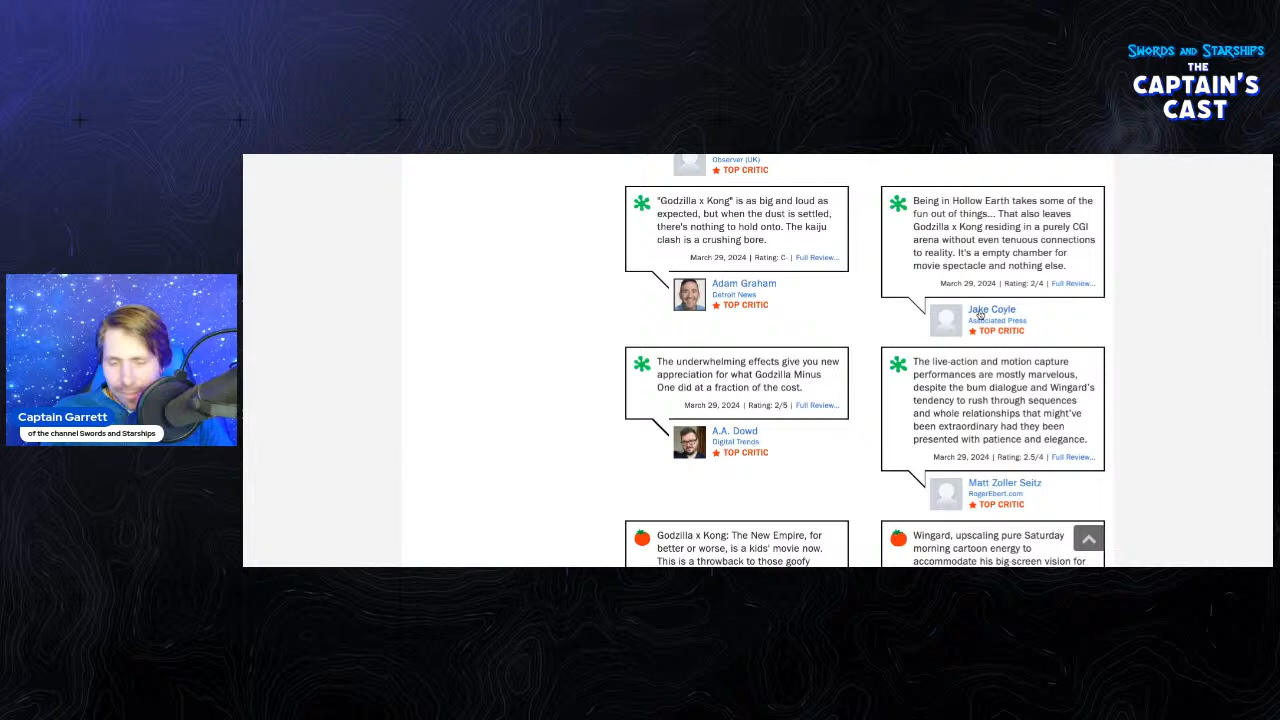 SWORDS AND STARSHIPS
THE
CAPTAIN'S
CAST
Observer (UK)
TOP CRITIC
"Godzilla x Kong" is as big and loud as
expected, but when the dust is settled,
there's nothing to hold onto. The kaiju
clash is a crushing bore.
March 29, 2024 | Rating: C- | Full Review...
Adam Graham
Detroit News
TOP CRITIC
Being in Hollow Earth takes some of the
fun out of things... That also leaves
Godzilla x Kong residing in a purely CGI
arena without even tenuous connections
to reality. It's a empty chamber for
movie spectacle and nothing else.
March 29, 2024 | Rating: 2/4 | Full Review...
Jake Coyle
Associated Press
TOP CRITIC
The underwhelming effects give you new
appreciation for what Godzilla Minus
One did at a fraction of the cost.
March 29, 2024 | Rating: 2/5 | Full Review...
A.A. Dowd
Digital Trends
TOP CRITIC
The live-action and motion capture
performances are mostly marvelous,
despite the bum dialogue and Wingard's
tendency to rush through sequences
and whole relationships that might've
been extraordinary had they been
presented with patience and elegance.
March 29, 2024 | Rating: 2.5/4 | Full Review...
Matt Zoller Seitz
RogerEbert.com
TOP CRITIC
Godzilla x Kong: The New Empire, for
better or worse, is a kids' movie now.
This is a throwback to those goofy
Wingard, upscaling pure Saturday
morning cartoon energy to
accommodate his big-screen vision for
Captain Garrett
of the channel Swords and Starships